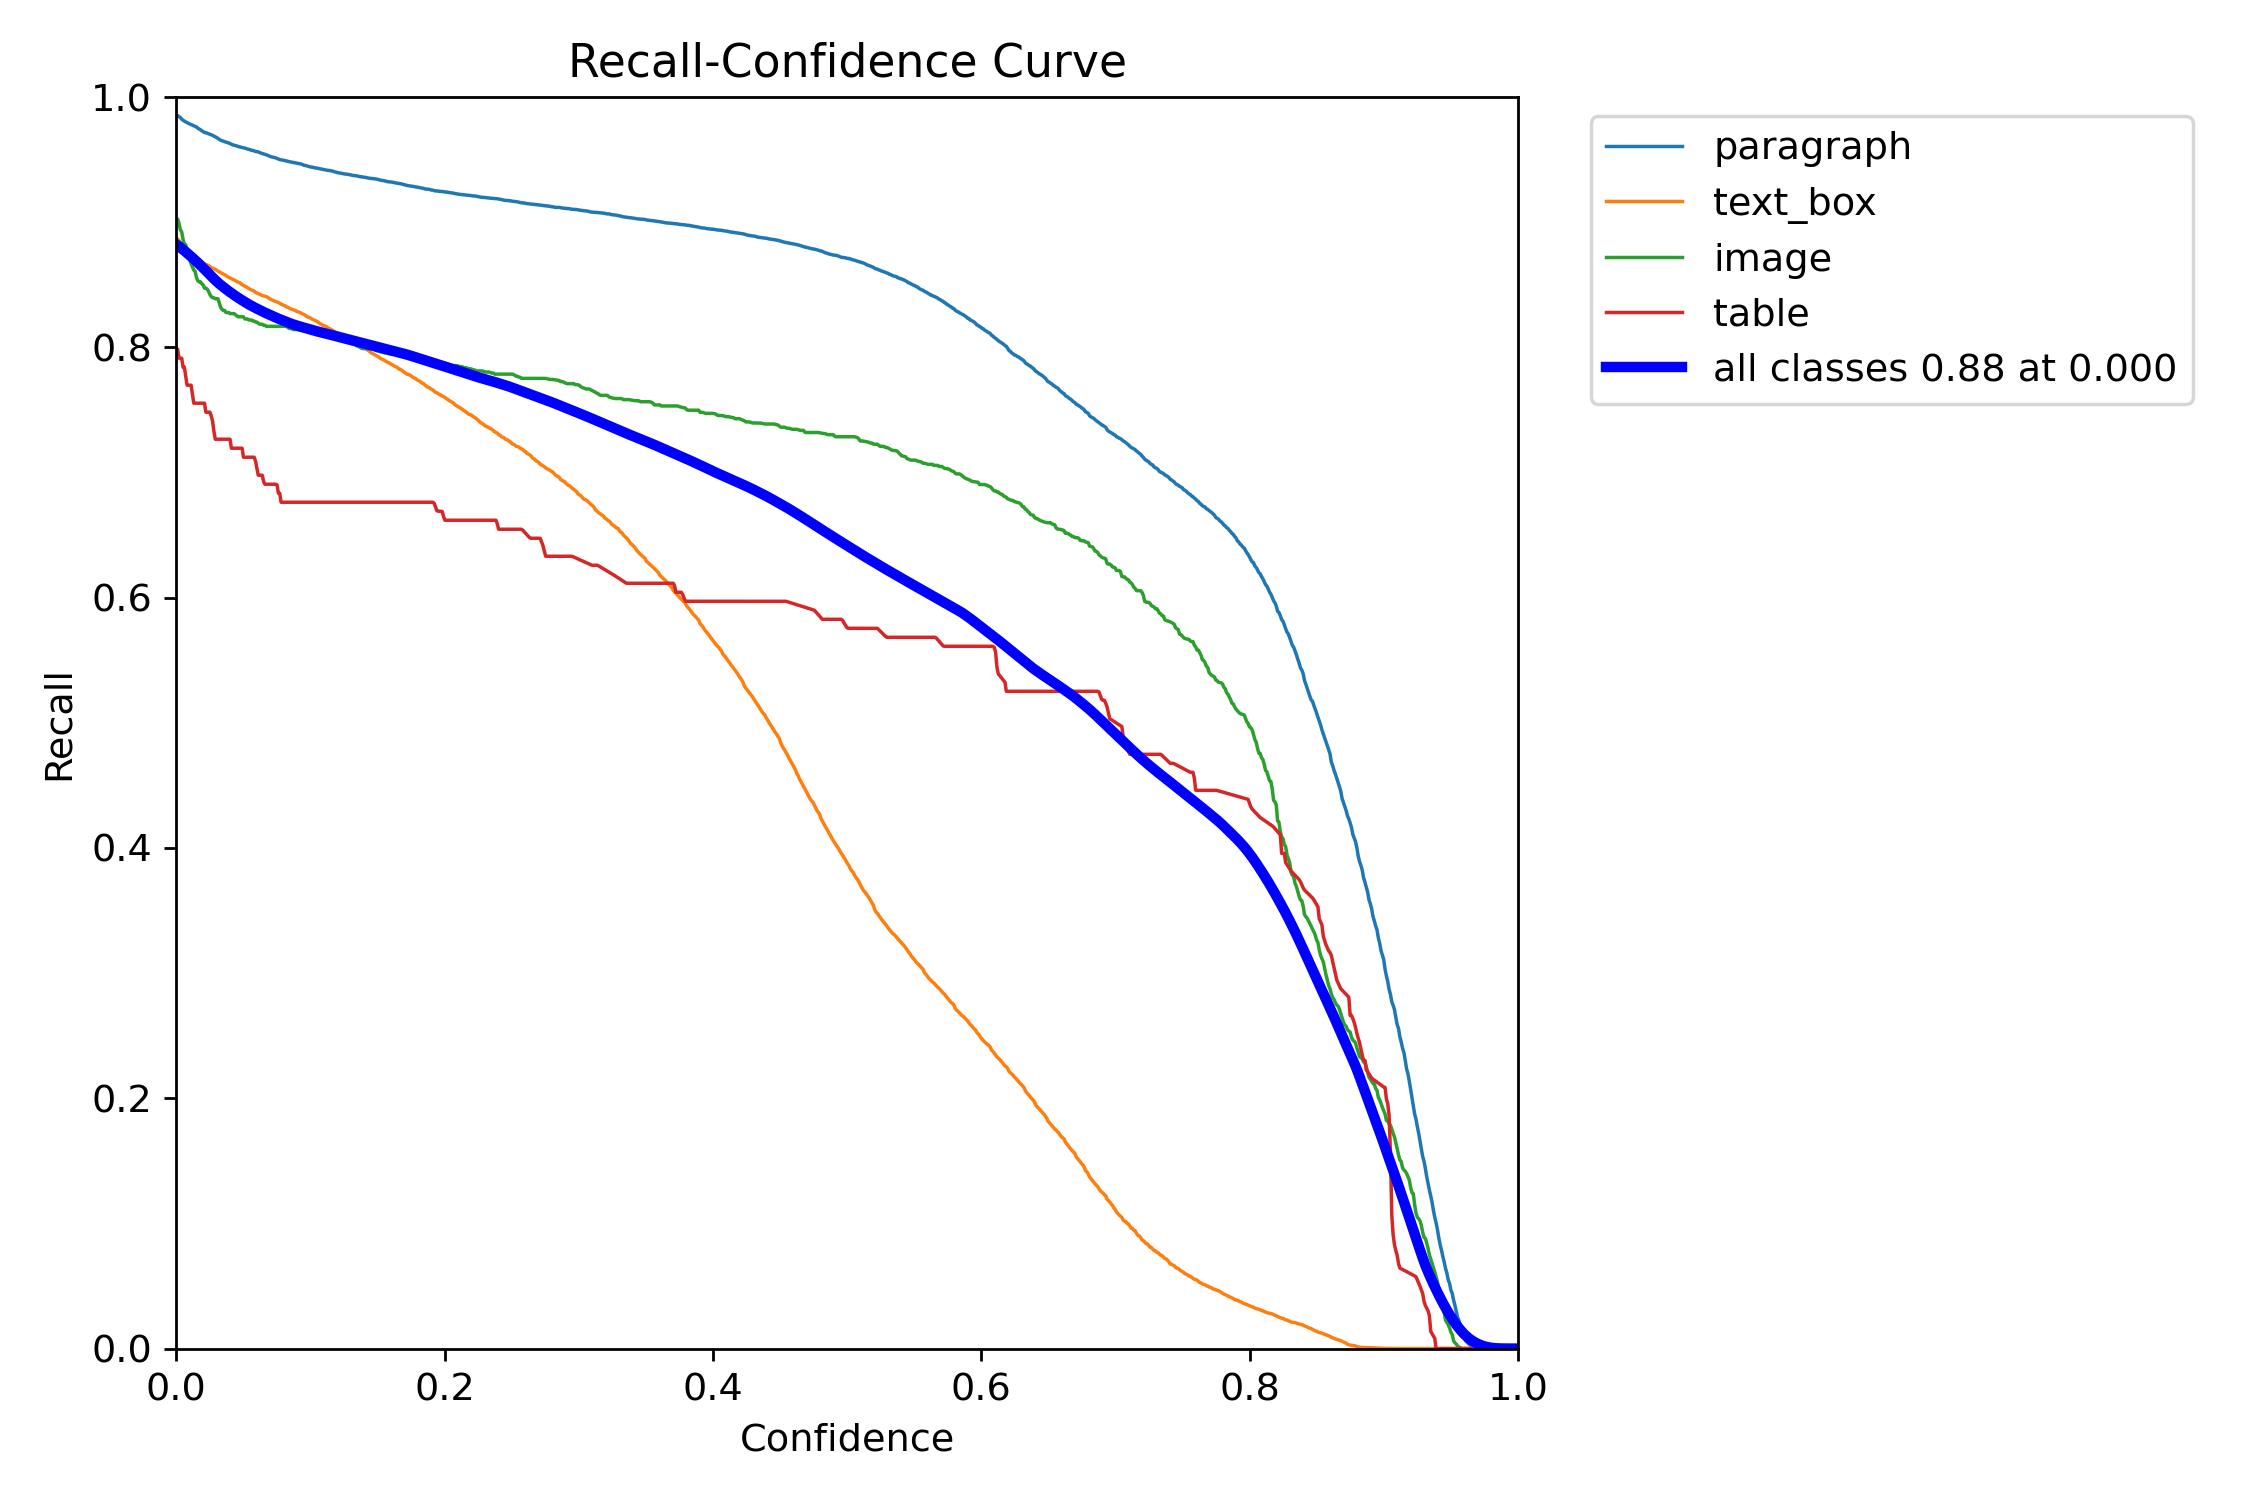 Recall-Confidence Curve
1.0
0.8
0.6
0.4
0.2
0.0
Recall
0.0 0.2 0.4 0.6 0.8 1.0
Confidence
paragraph
text_box
image
table
all classes 0.88 at 0.000